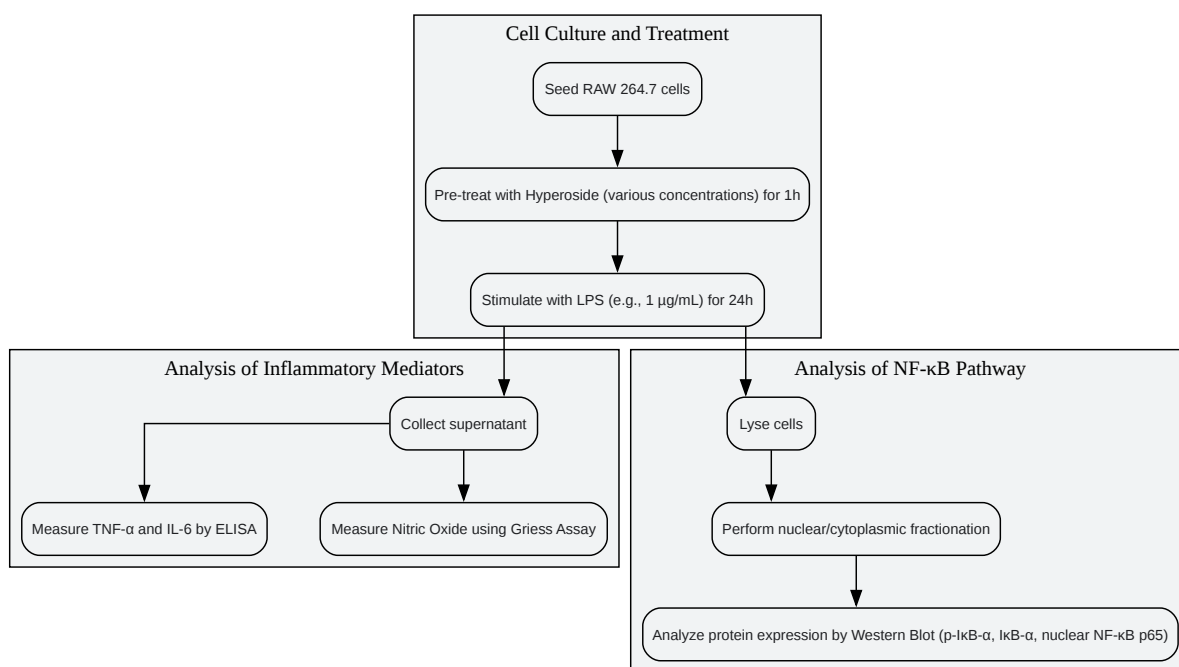 Cell Culture and Treatment
Seed RAW 264.7 cells
Pre-treat with Hyperoside (various concentrations) for 1h
Stimulate with LPS (e.g., 1 µg/mL) for 24h
Analysis of Inflammatory Mediators
Collect supernatant
Measure TNF-α and IL-6 by ELISA
Measure Nitric Oxide using Griess Assay
Analysis of NF-κB Pathway
Lyse cells
Perform nuclear/cytoplasmic fractionation
Analyze protein expression by Western Blot (p-IκB-α, IκB-α, nuclear NF-κB p65)